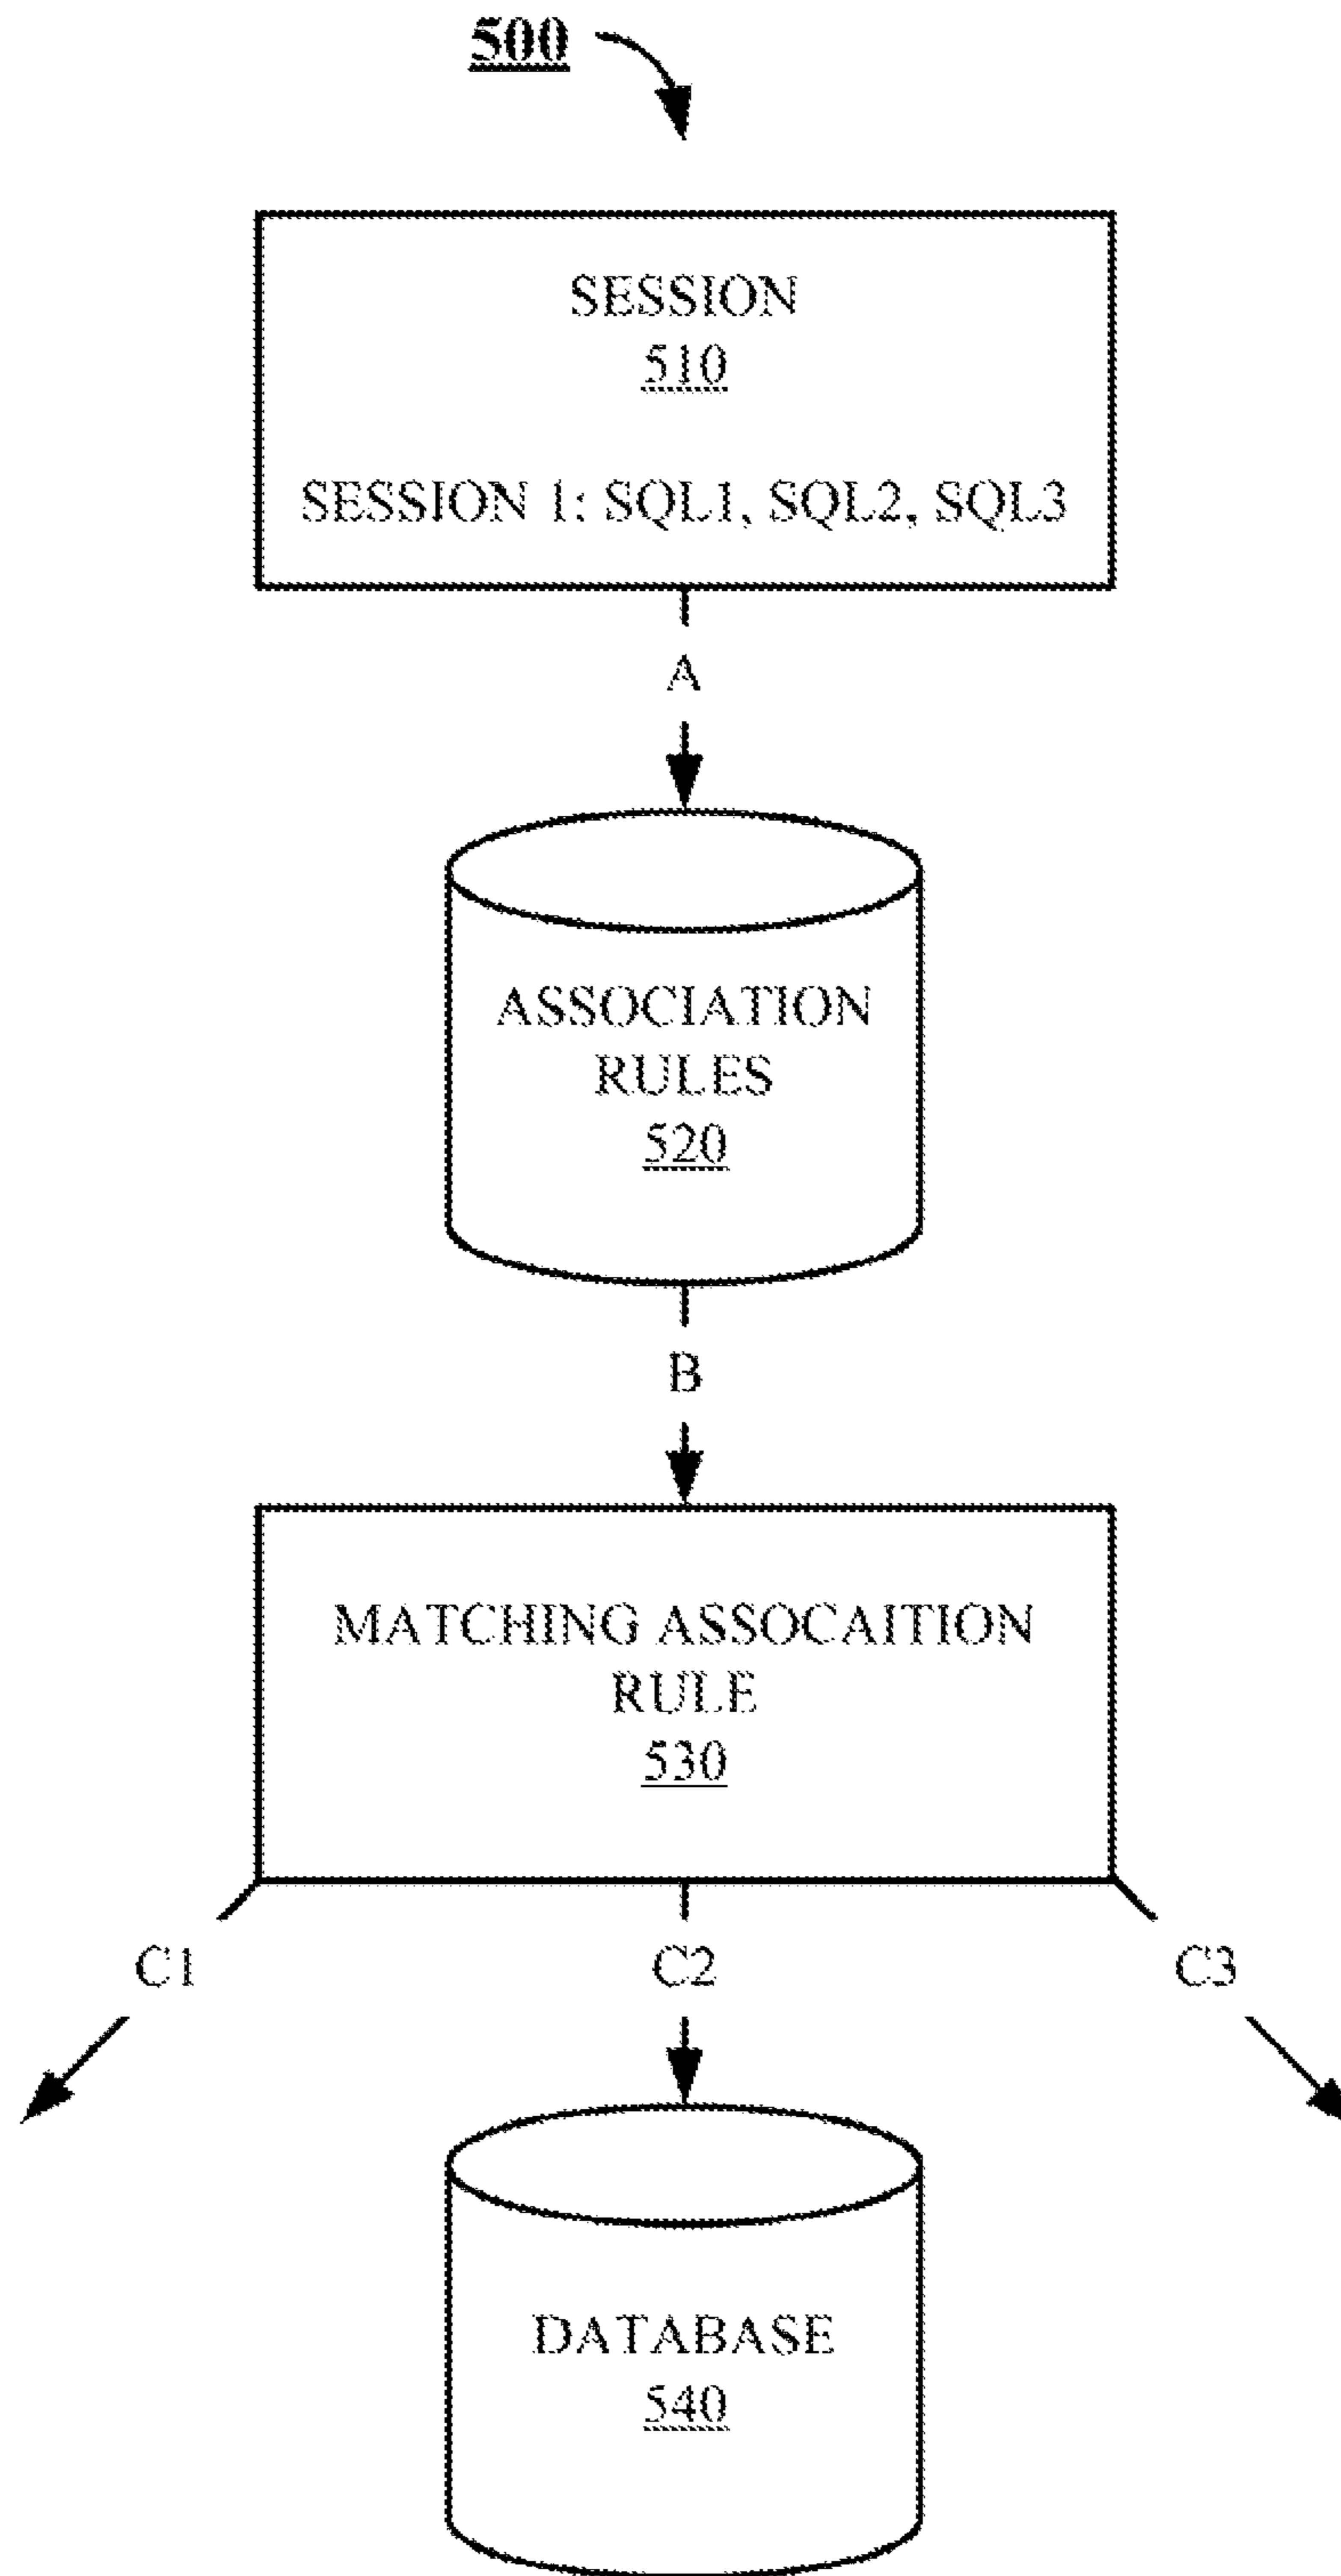 500
SESSION
510
SESSION 1: SQL1, SQL2, SQL3
A
ASSOCIATION
RULES
520
B
MATCHING ASSOCAITION
RULE
530
C1 C2 C3
DATABASE
540